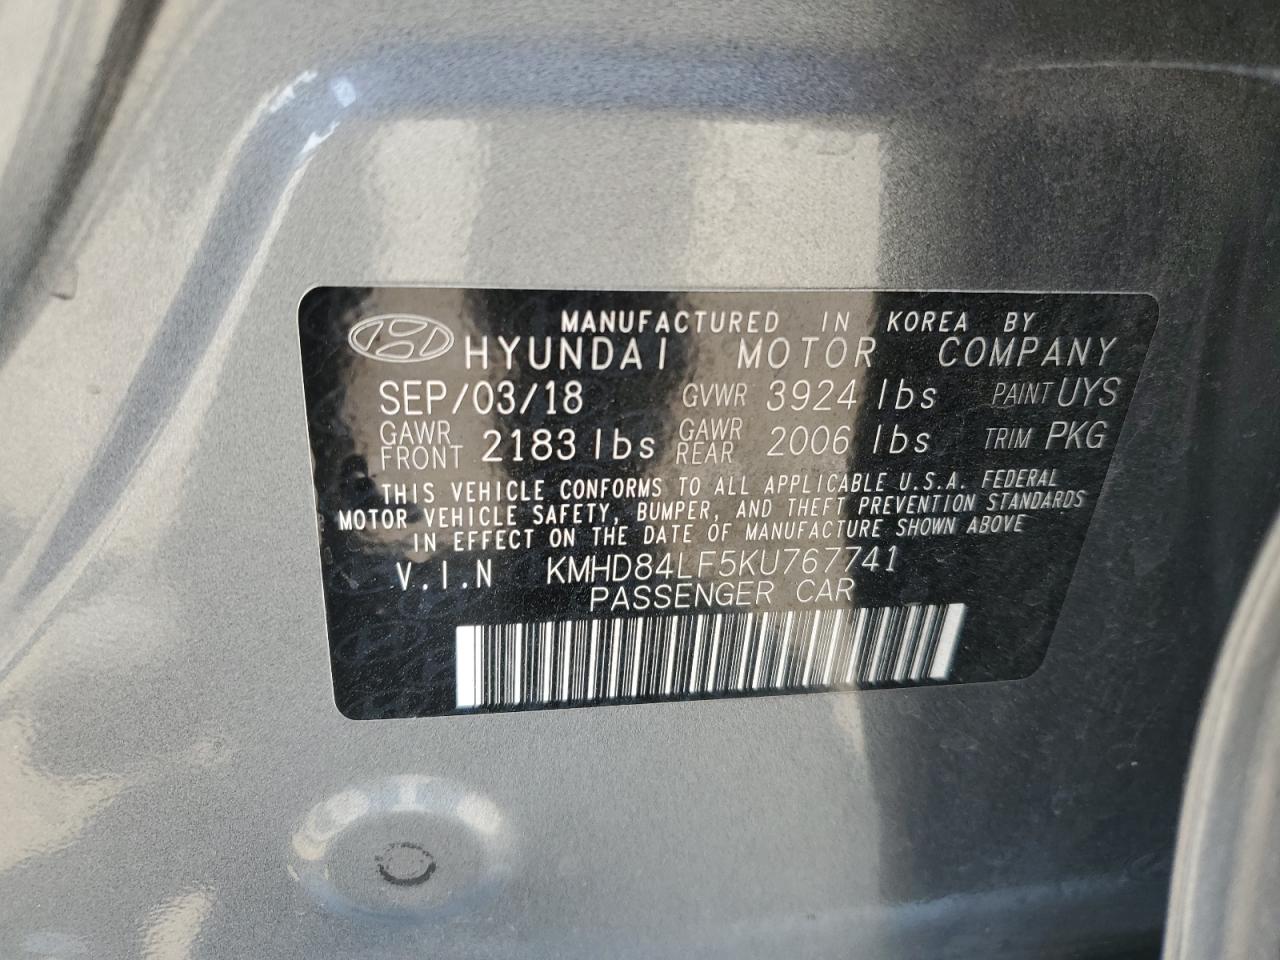 MANUFACTURED IN KOREA BY
HYUNDAI MOTOR COMPANY
SEP/03/18 GVWR 3924 lbs PAINT UYS
GAWR FRONT 2183 lbs GAWR REAR 2006 lbs TRIM PKG
THIS VEHICLE CONFORMS TO ALL APPLICABLE U.S.A. FEDERAL
MOTOR VEHICLE SAFETY, BUMPER, AND THEFT PREVENTION STANDARDS
IN EFFECT ON THE DATE OF MANUFACTURE SHOWN ABOVE
V.I.N KMHD84LF5KU767741
PASSENGER CAR